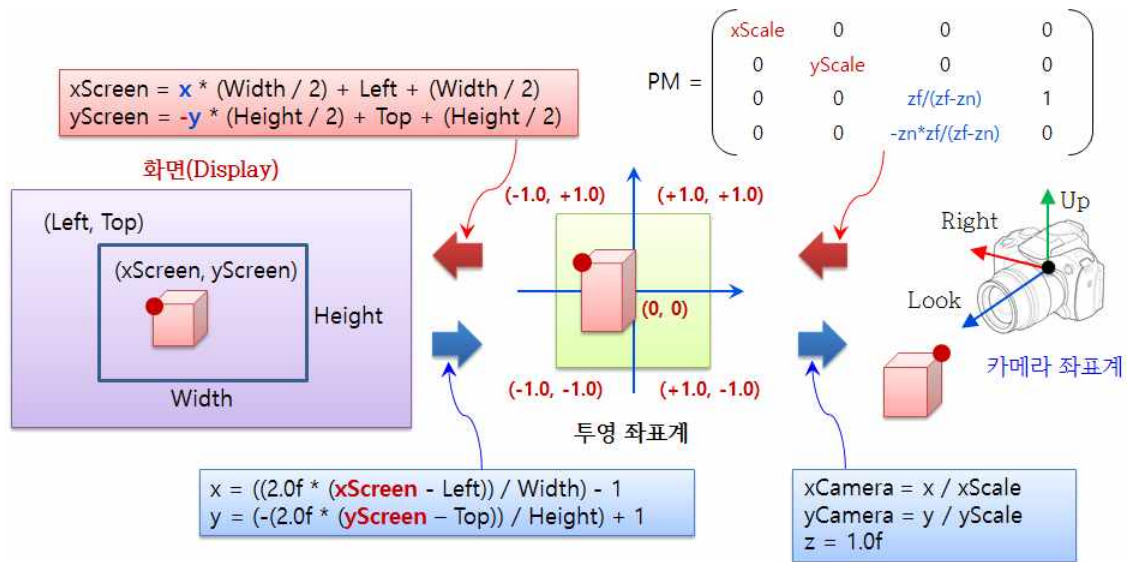 xScreen = x * (Width / 2) + Left + (Width / 2)
yScreen = -y * (Height / 2) + Top + (Height / 2)
PM =
xScale 0 0 0
0 yScale 0 0
0 0 zf/(zf-zn) 1
0 0 -zn*zf/(zf-zn) 0
화면(Display)
(Left, Top)
(xScreen, yScreen)
Height
Width
(-1.0, +1.0)
(+1.0, +1.0)
(0, 0)
(-1.0, -1.0)
(+1.0, -1.0)
투영 좌표계
Up
Right
Look
카메라 좌표계
x = ((2.0f * (xScreen - Left)) / Width) - 1
y = (-(2.0f * (yScreen – Top)) / Height) + 1
xCamera = x / xScale
yCamera = y / yScale
z = 1.0f